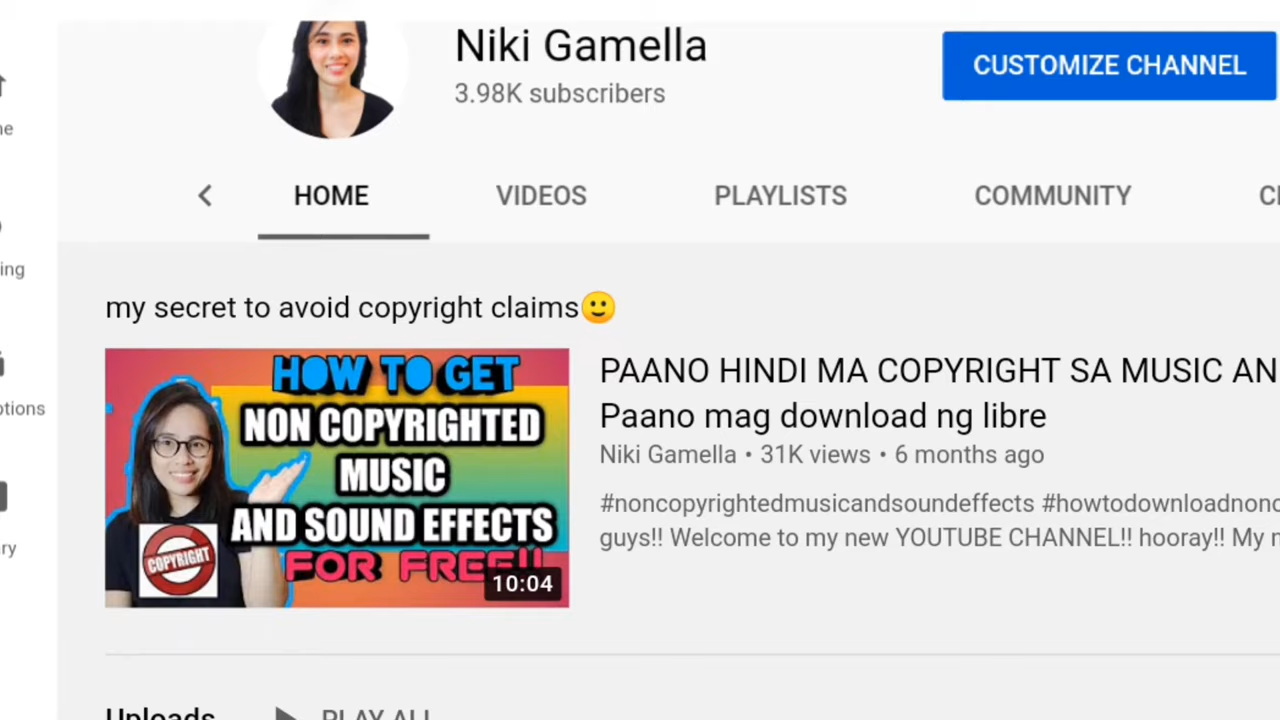 Niki Gamella
3.98K subscribers
CUSTOMIZE CHANNEL
HOME
VIDEOS
PLAYLISTS
COMMUNITY
my secret to avoid copyright claims🙂
HOW TO GET
NON COPYRIGHTED
MUSIC
AND SOUND EFFECTS
FOR FREE!!
COPYRIGHT
10:04
PAANO HINDI MA COPYRIGHT SA MUSIC AN
Paano mag download ng libre
Niki Gamella • 31K views • 6 months ago
#noncopyrightedmusicandsoundeffects #howtodownloadnonc
guys!! Welcome to my new YOUTUBE CHANNEL!! hooray!! My
Uploads
PLAY ALL